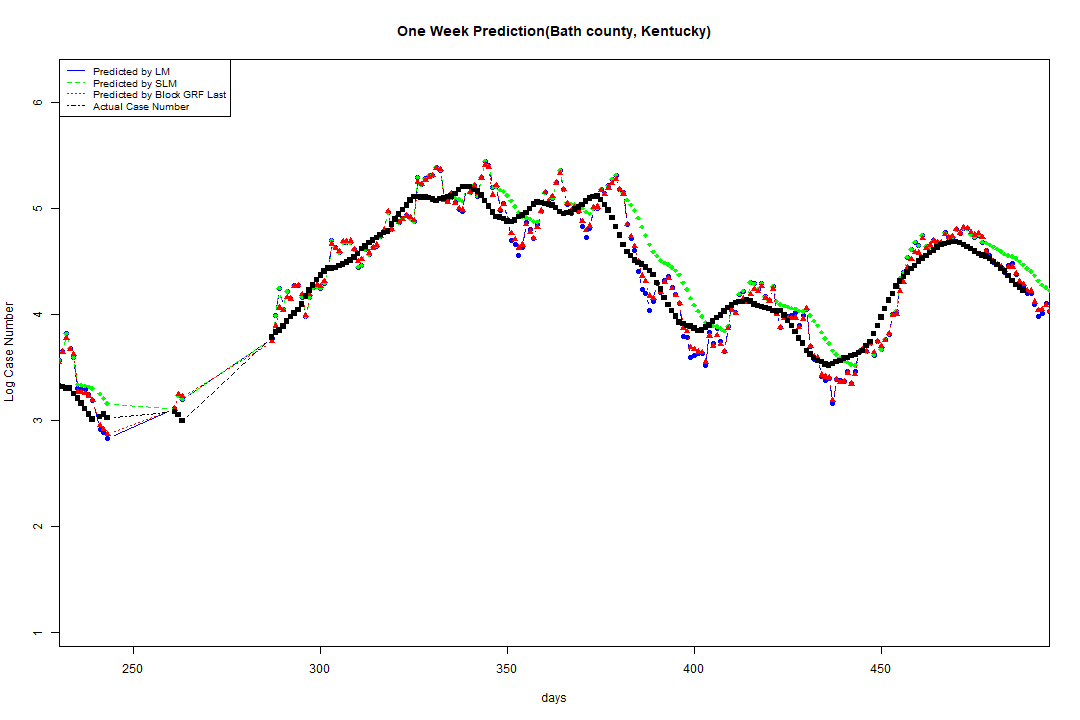 One Week Prediction(Bath county, Kentucky)
Predicted by LM
Predicted by SLM
Predicted by Block GRF Last
Actual Case Number
6
5
4
3
2
1
Log Case Number
250 300 350 400 450
days